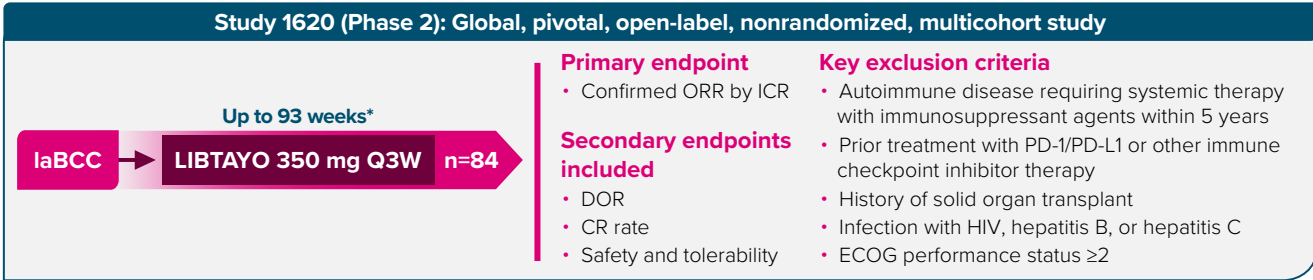 Study 1620 (Phase 2): Global, pivotal, open-label, nonrandomized, multicohort study
Up to 93 weeks*
laBCC
LIBTAYO 350 mg Q3W
n=84
Primary endpoint
• Confirmed ORR by ICR
Secondary endpoints
included
• DOR
• CR rate
• Safety and tolerability
Key exclusion criteria
• Autoimmune disease requiring systemic therapy
with immunosuppressant agents within 5 years
• Prior treatment with PD-1/PD-L1 or other immune
checkpoint inhibitor therapy
• History of solid organ transplant
• Infection with HIV, hepatitis B, or hepatitis C
• ECOG performance status ≥2